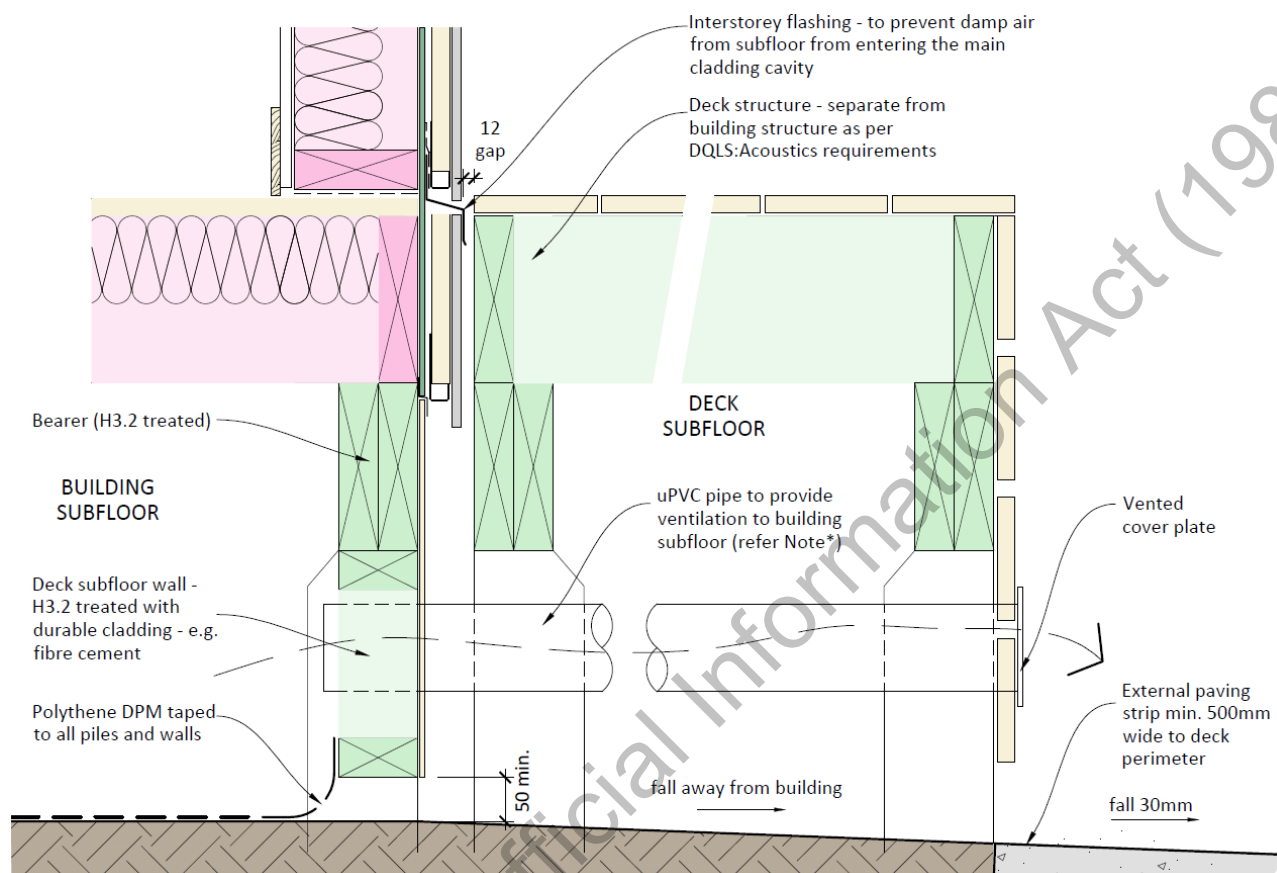 Interstorey flashing - to prevent damp air
from subfloor from entering the main
cladding cavity
12
gap
Deck structure - separate from
building structure as per
DQLS:Acoustics requirements
Bearer (H3.2 treated)
BUILDING
SUBFLOOR
DECK
SUBFLOOR
uPVC pipe to provide
ventilation to building
subfloor (refer Note*)
Vented
cover plate
Deck subfloor wall -
H3.2 treated with
durable cladding - e.g.
fibre cement
Polythene DPM taped
to all piles and walls
50 min.
fall away from building
External paving
strip min. 500mm
wide to deck
perimeter
fall 30mm
fficial Information Act (198